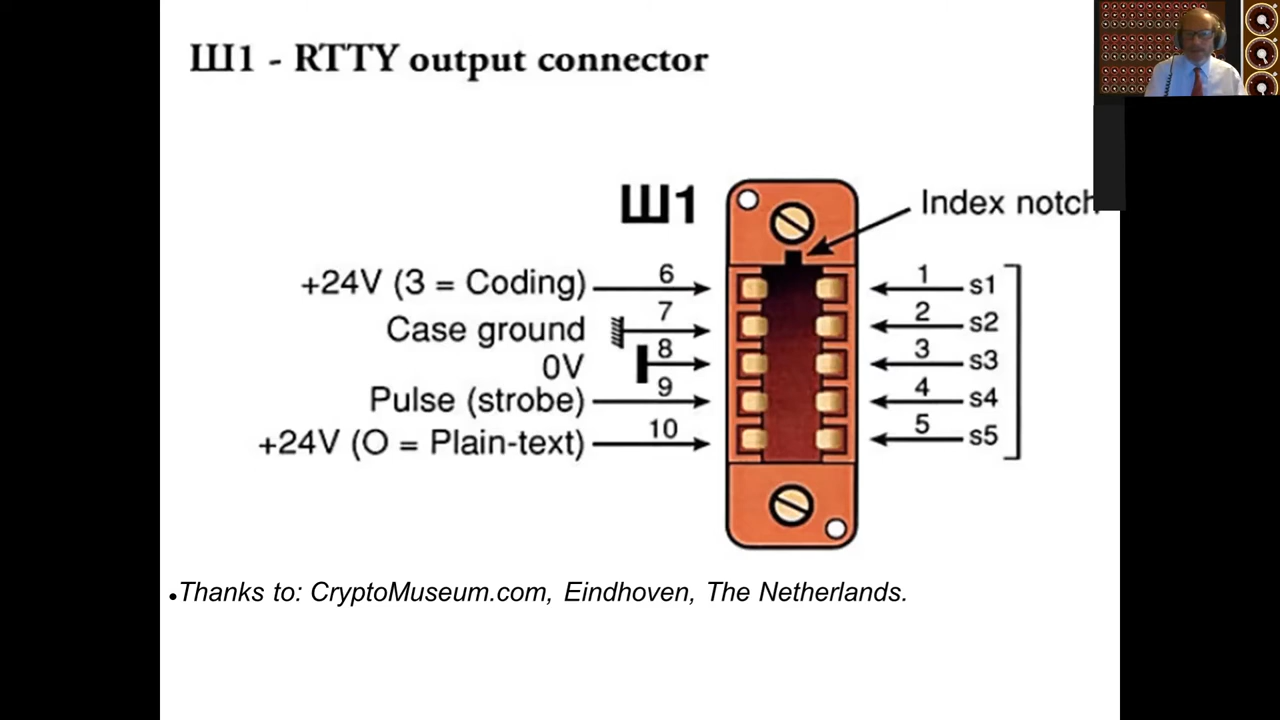 Ш1 - RTTY output connector
Ш1
Index notch
+24V (3 = Coding) 6
Case ground 7
0V 8
Pulse (strobe) 9
+24V (O = Plain-text) 10
1 s1
2 s2
3 s3
4 s4
5 s5
•Thanks to: CryptoMuseum.com, Eindhoven, The Netherlands.